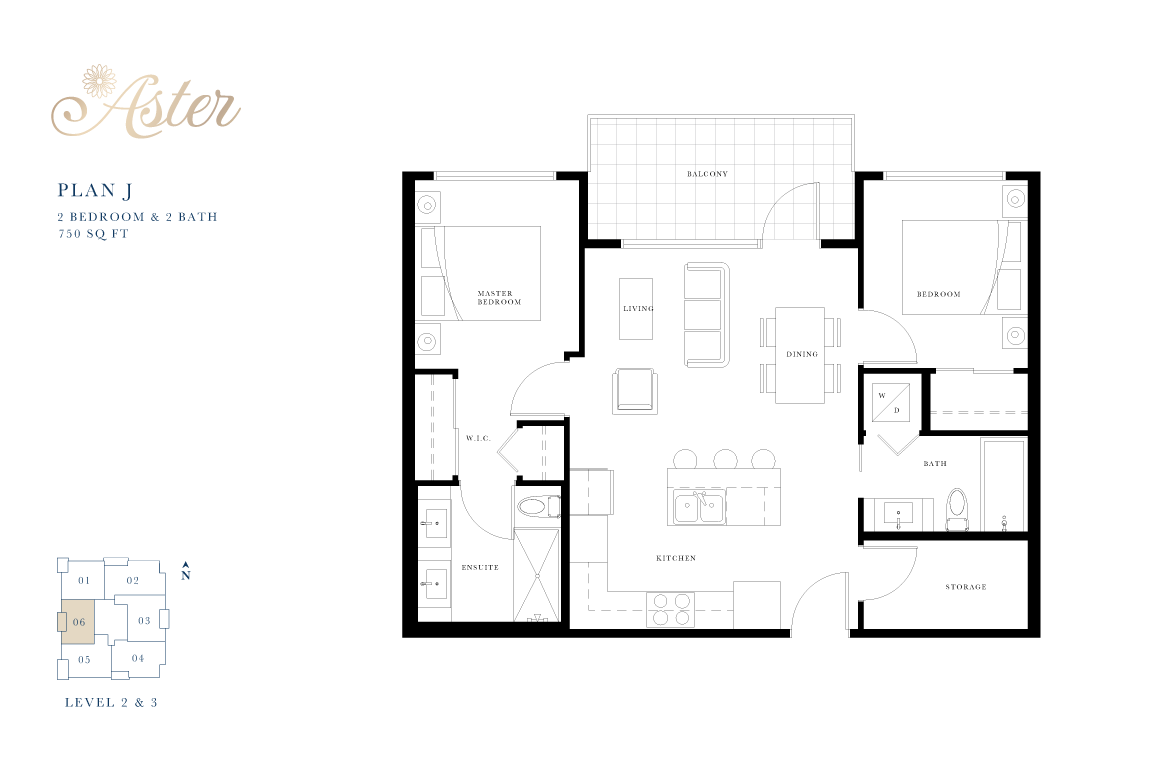 Aster
PLAN J
2 BEDROOM & 2 BATH
750 SQ FT
BALCONY
MASTER
BEDROOM
LIVING
DINING
BEDROOM
W
D
W.I.C.
BATH
ENSUITE
KITCHEN
STORAGE
N
01
02
06
03
05
04
LEVEL 2 & 3